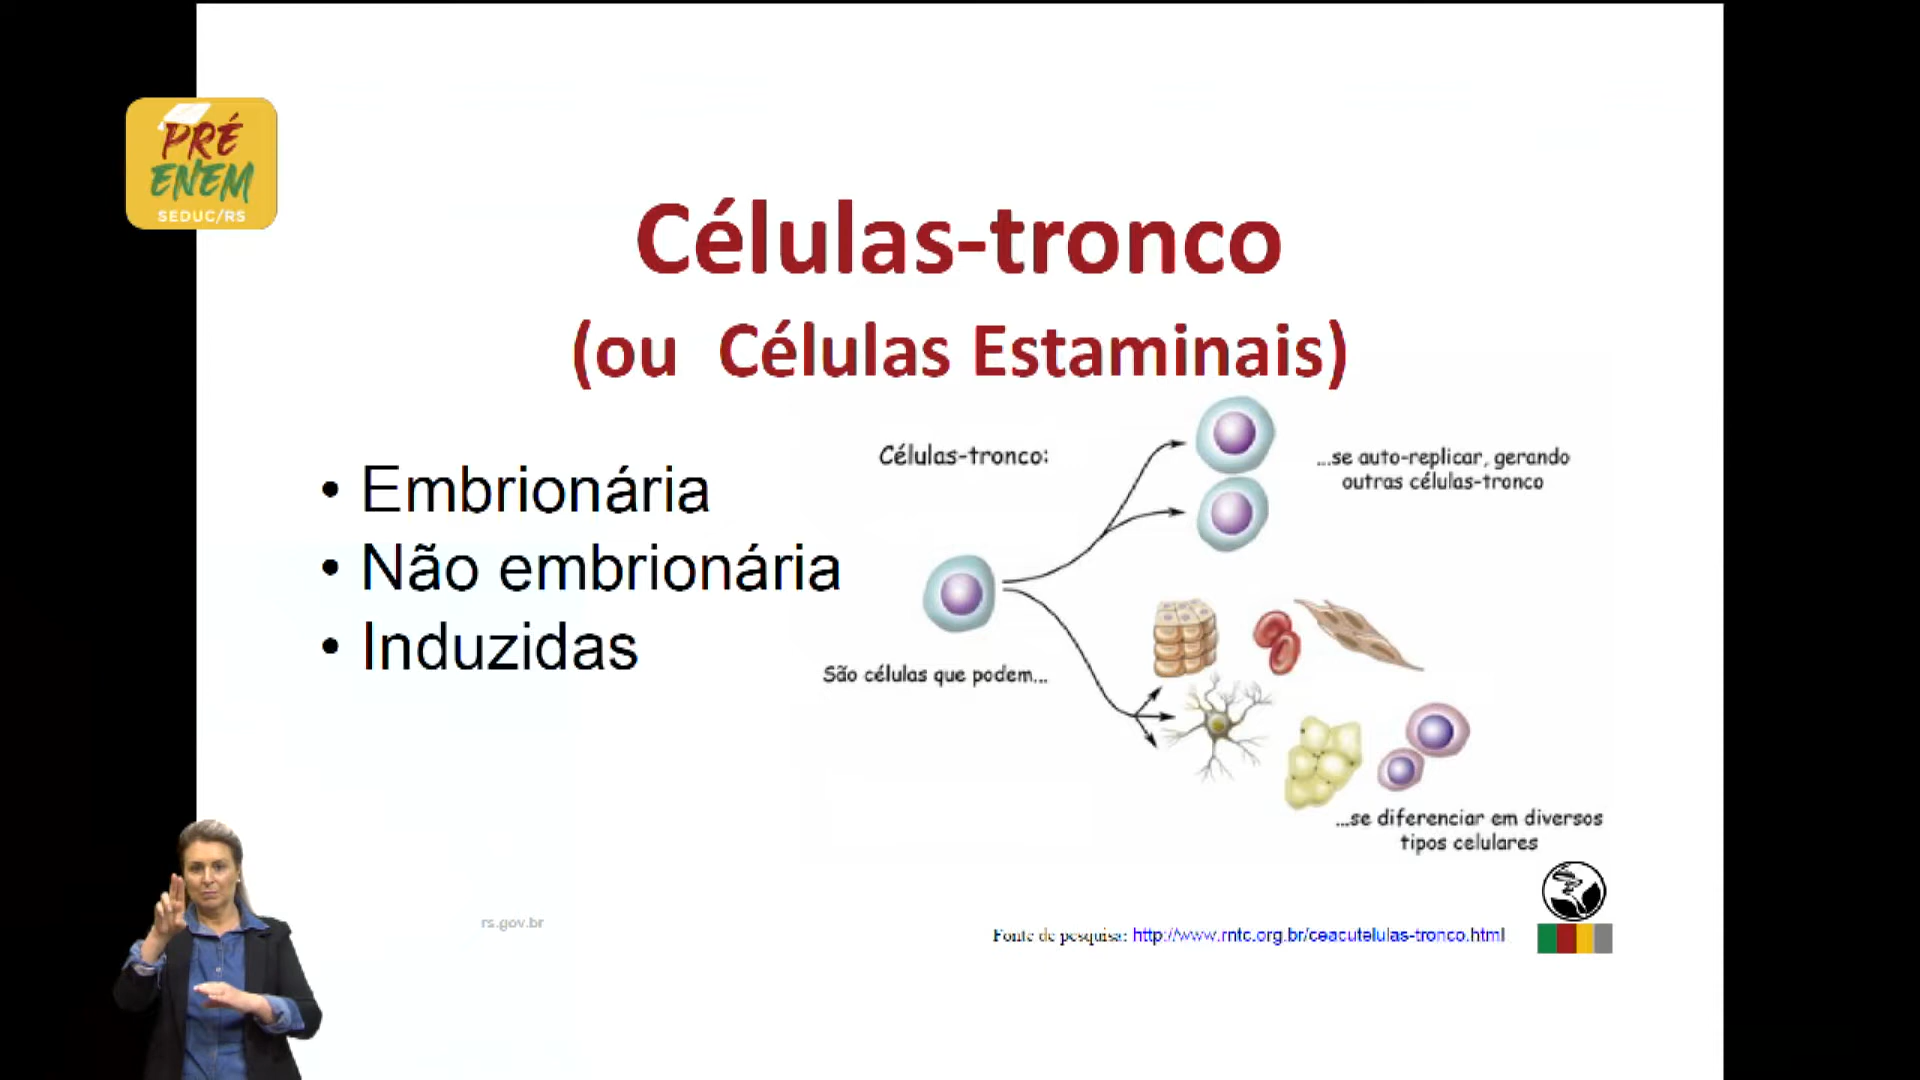 PRÉ
ENEM
SEDUC/RS
Células-tronco
(ou Células Estaminais)
• Embrionária
• Não embrionária
• Induzidas
Células-tronco:
...se auto-replicar, gerando
outras células-tronco
São células que podem...
...se diferenciar em diversos
tipos celulares
rs.gov.br
Fonte de pesquisa: http://www.rntc.org.br/ceacutelulas-tronco.html